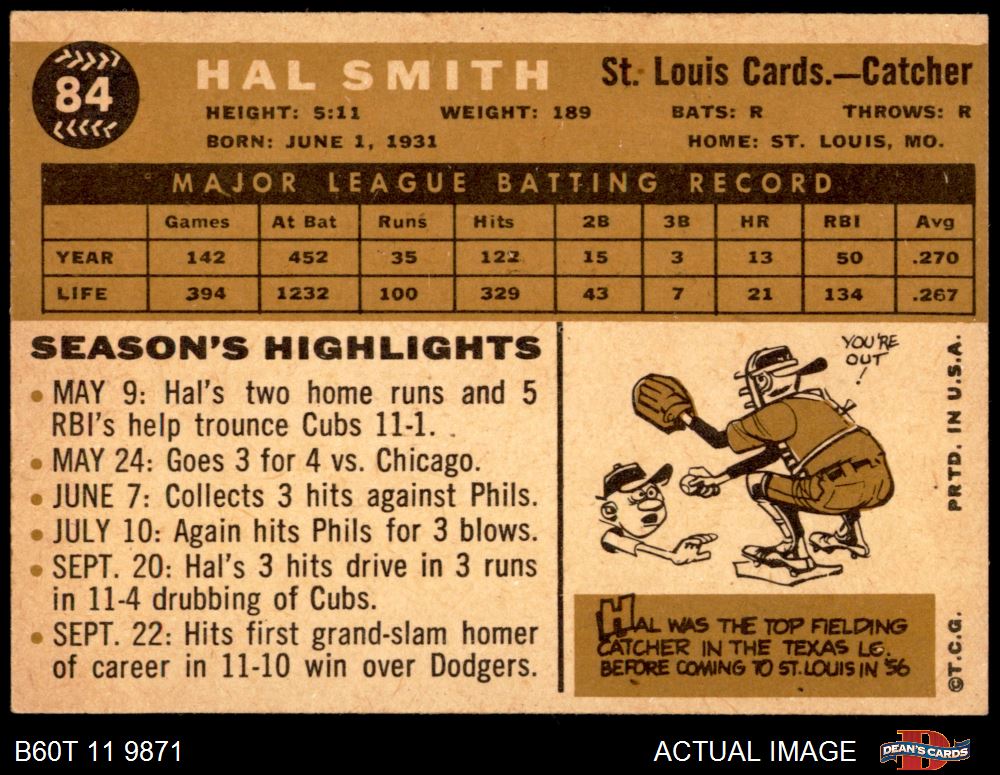 84
HAL SMITH
St. Louis Cards.—Catcher
HEIGHT: 5:11 WEIGHT: 189 BATS: R THROWS: R
BORN: JUNE 1, 1931 HOME: ST. LOUIS, MO.
MAJOR LEAGUE BATTING RECORD
Games At Bat Runs Hits 2B 3B HR RBI Avg
YEAR 142 452 35 122 15 3 13 50 .270
LIFE 394 1232 100 329 43 7 21 134 .267
SEASON'S HIGHLIGHTS
• MAY 9: Hal's two home runs and 5
RBI's help trounce Cubs 11-1.
• MAY 24: Goes 3 for 4 vs. Chicago.
• JUNE 7: Collects 3 hits against Phils.
• JULY 10: Again hits Phils for 3 blows.
• SEPT. 20: Hal's 3 hits drive in 3 runs
in 11-4 drubbing of Cubs.
• SEPT. 22: Hits first grand-slam homer
of career in 11-10 win over Dodgers.
YOU'RE
OUT
!
HAL WAS THE TOP FIELDING
CATCHER IN THE TEXAS LG.
BEFORE COMING TO ST. LOUIS IN '56
©T.C.G. PRTD. IN U.S.A.
B60T 11 9871
ACTUAL IMAGE
DEAN'S CARDS